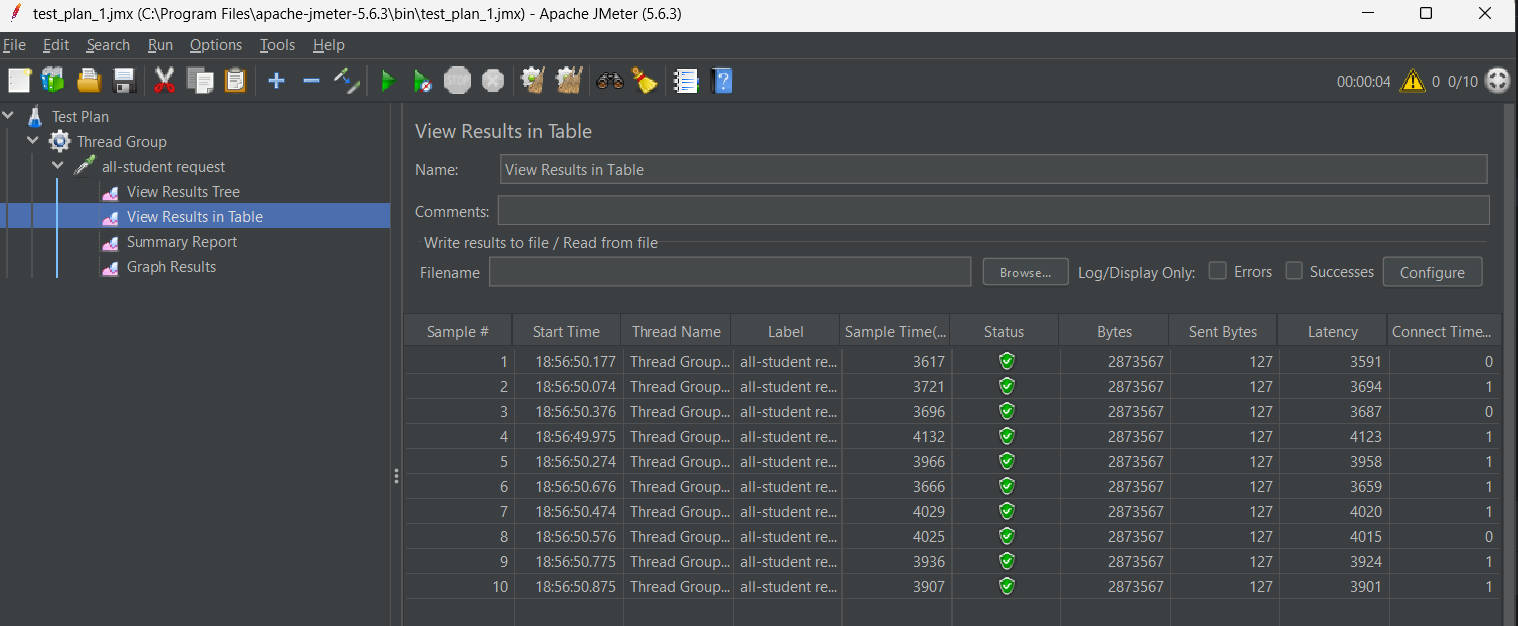 test_plan_1.jmx (C:\Program Files\apache-jmeter-5.6.3\bin\test_plan_1.jmx) - Apache JMeter (5.6.3)
File Edit Search Run Options Tools Help
STOP 00:00:04 0 0/10
Test Plan
Thread Group
all-student request
View Results Tree
View Results in Table
Summary Report
Graph Results
View Results in Table
Name: View Results in Table
Comments:
Write results to file / Read from file
Filename Browse... Log/Display Only: Errors Successes Configure
Sample # Start Time Thread Name Label Sample Time(... Status Bytes Sent Bytes Latency Connect Time...
1 18:56:50.177 Thread Group... all-student re... 3617 2873567 127 3591 0
2 18:56:50.074 Thread Group... all-student re... 3721 2873567 127 3694 1
3 18:56:50.376 Thread Group... all-student re... 3696 2873567 127 3687 0
4 18:56:49.975 Thread Group... all-student re... 4132 2873567 127 4123 1
5 18:56:50.274 Thread Group... all-student re... 3966 2873567 127 3958 1
6 18:56:50.676 Thread Group... all-student re... 3666 2873567 127 3659 1
7 18:56:50.474 Thread Group... all-student re... 4029 2873567 127 4020 1
8 18:56:50.576 Thread Group... all-student re... 4025 2873567 127 4015 0
9 18:56:50.775 Thread Group... all-student re... 3936 2873567 127 3924 1
10 18:56:50.875 Thread Group... all-student re... 3907 2873567 127 3901 1